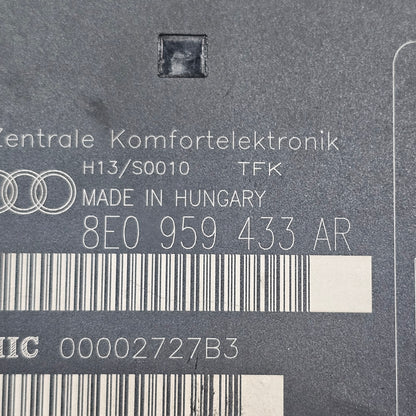 Zentrale Komfortelektronik
H13/S0010 TFK
MADE IN HUNGARY
8E0 959 433 AR
00002727B3